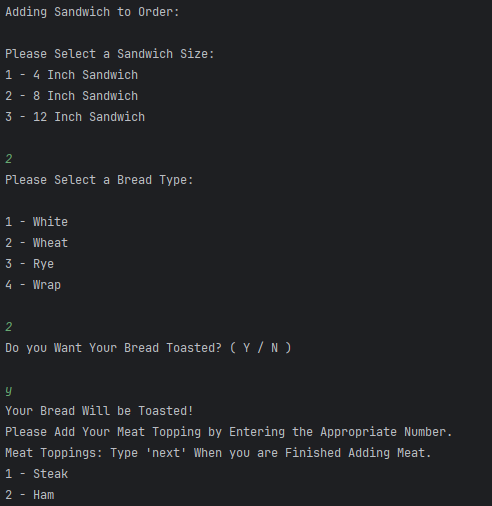 Adding Sandwich to Order:
Please Select a Sandwich Size:
1 - 4 Inch Sandwich
2 - 8 Inch Sandwich
3 - 12 Inch Sandwich
2
Please Select a Bread Type:
1 - White
2 - Wheat
3 - Rye
4 - Wrap
2
Do you Want Your Bread Toasted? ( Y / N )
y
Your Bread Will be Toasted!
Please Add Your Meat Topping by Entering the Appropriate Number.
Meat Toppings: Type 'next' When you are Finished Adding Meat.
1 - Steak
2 - Ham